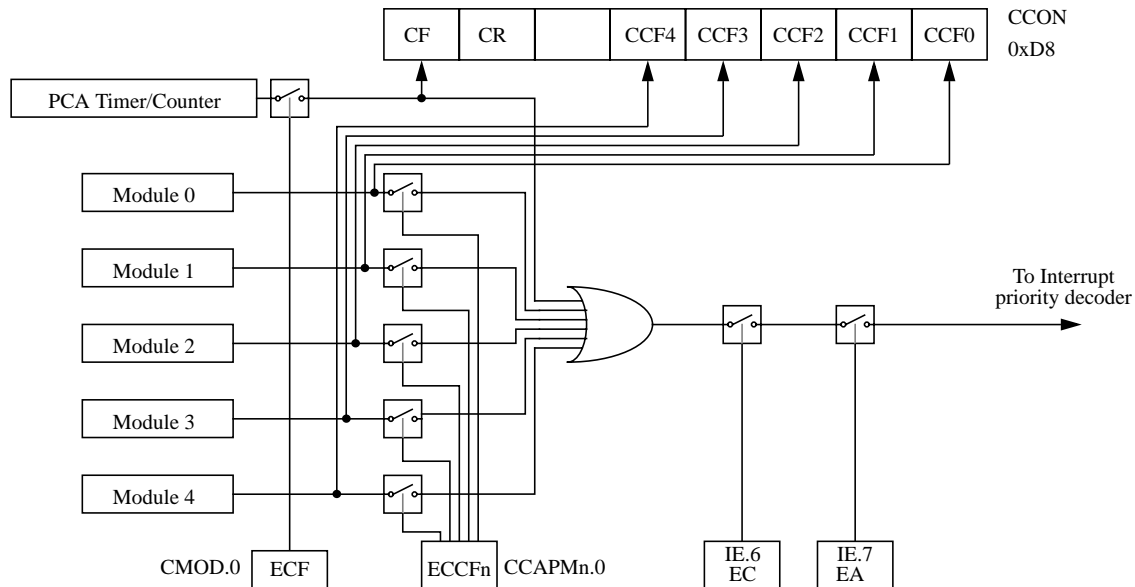 CF CR CCF4 CCF3 CCF2 CCF1 CCF0
CCON
0xD8
PCA Timer/Counter
Module 0
Module 1
Module 2
Module 3
Module 4
To Interrupt
priority decoder
CMOD.0 ECF
ECCFn CCAPMn.0
IE.6
EC
IE.7
EA